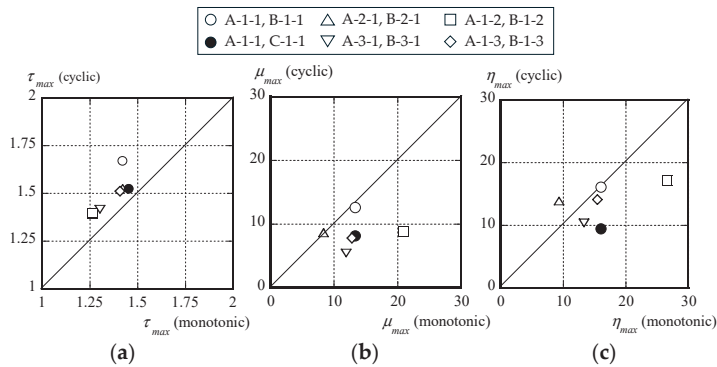 A-1-1, B-1-1 A-2-1, B-2-1 A-1-2, B-1-2
A-1-1, C-1-1 A-3-1, B-3-1 A-1-3, B-1-3
τmax (cyclic)
2
1.75
1.5
1.25
1
1 1.25 1.5 1.75 2
τmax (monotonic)
(a)
μmax (cyclic)
30
20
10
0
0 10 20 30
μmax (monotonic)
(b)
ηmax (cyclic)
30
20
10
0
0 10 20 30
ηmax (monotonic)
(c)